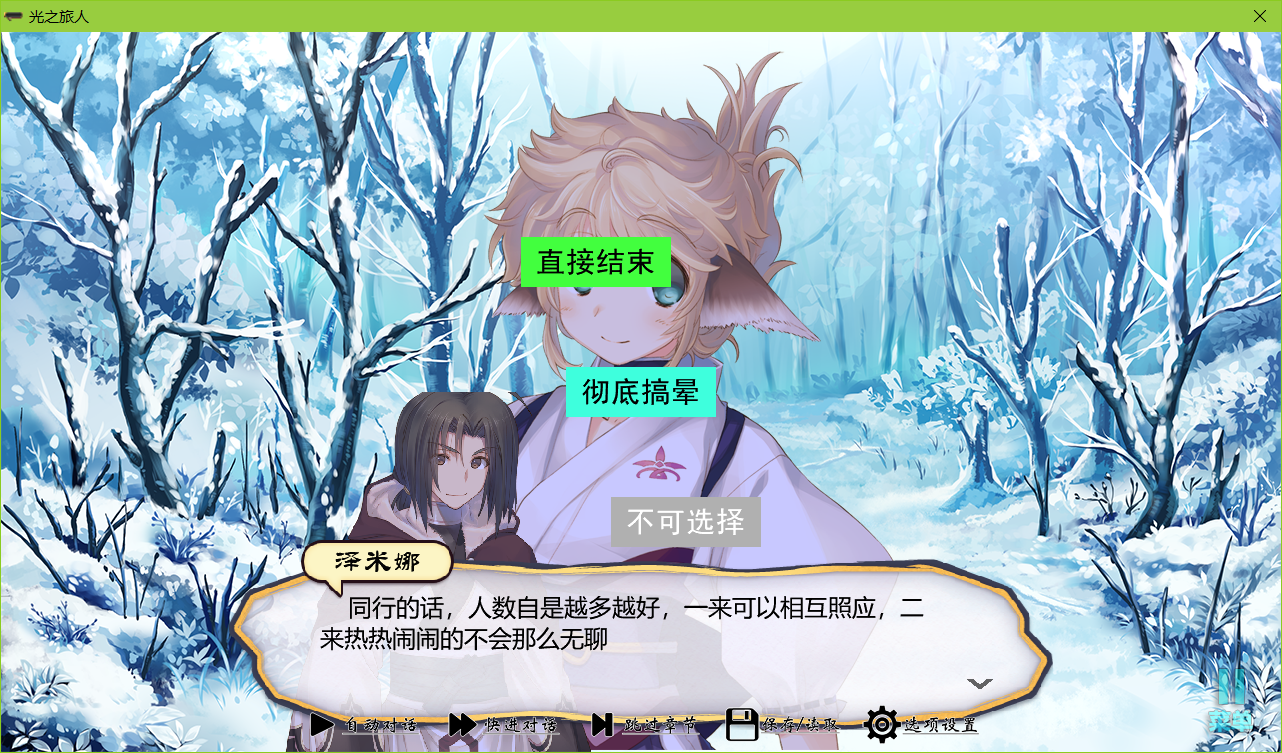 光之旅人
直接结束
彻底搞晕
不可选择
泽米娜
同行的话，人数自是越多越好，一来可以相互照应，二
来热热闹闹的不会那么无聊
自动对话 快进对话 跳过章节 保存/读取 选项设置